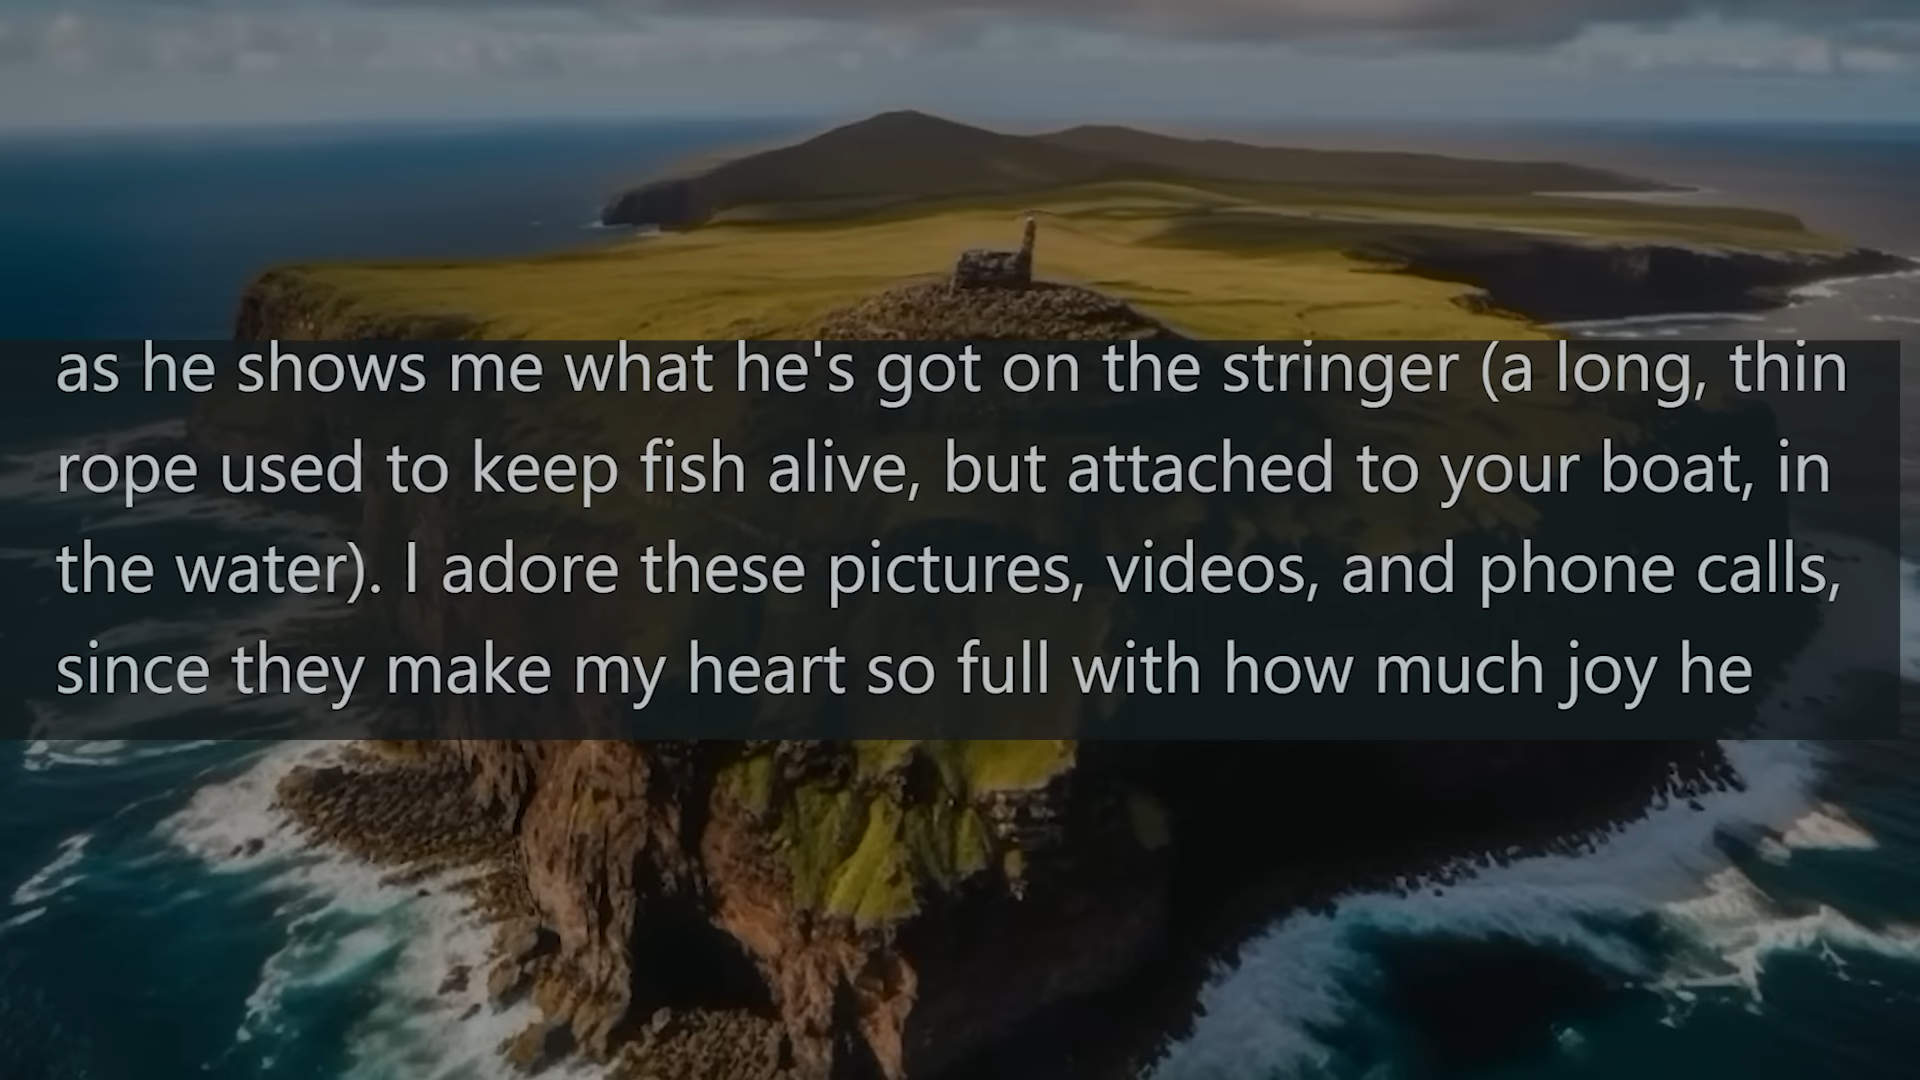 as he shows me what he's got on the stringer (a long, thin
rope used to keep fish alive, but attached to your boat, in
the water). I adore these pictures, videos, and phone calls,
since they make my heart so full with how much joy he